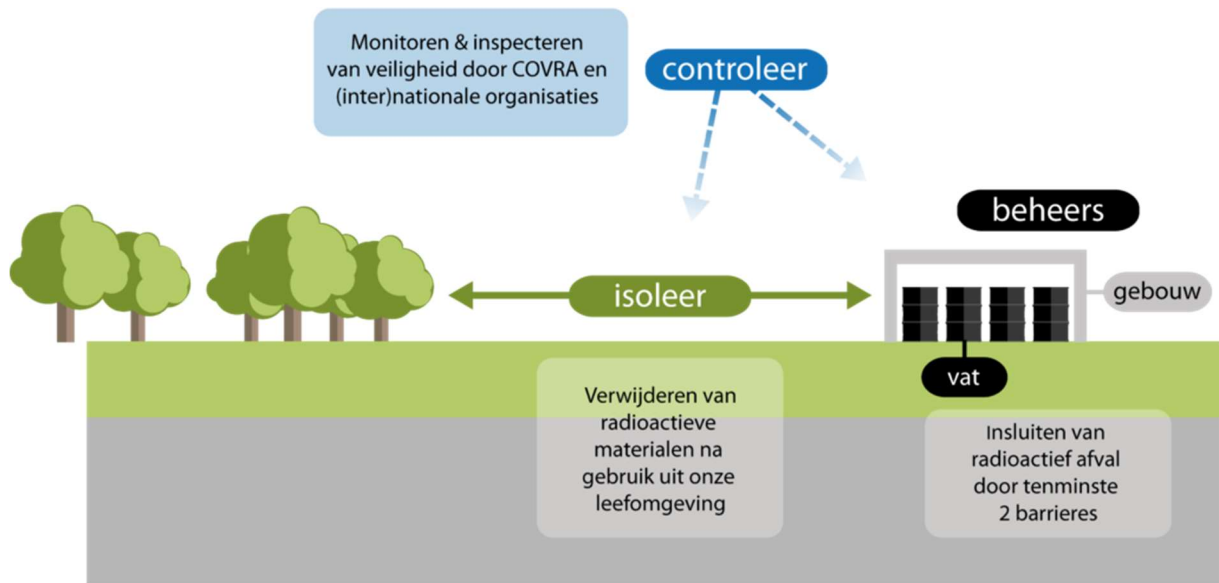 Monitoren & inspecteren
van veiligheid door COVRA en
(inter)nationale organisaties
controleer
beheers
isoleer
gebouw
vat
Verwijderen van
radioactieve
materialen na
gebruik uit onze
leefomgeving
Insluiten van
radioactief afval
door tenminste
2 barrieres